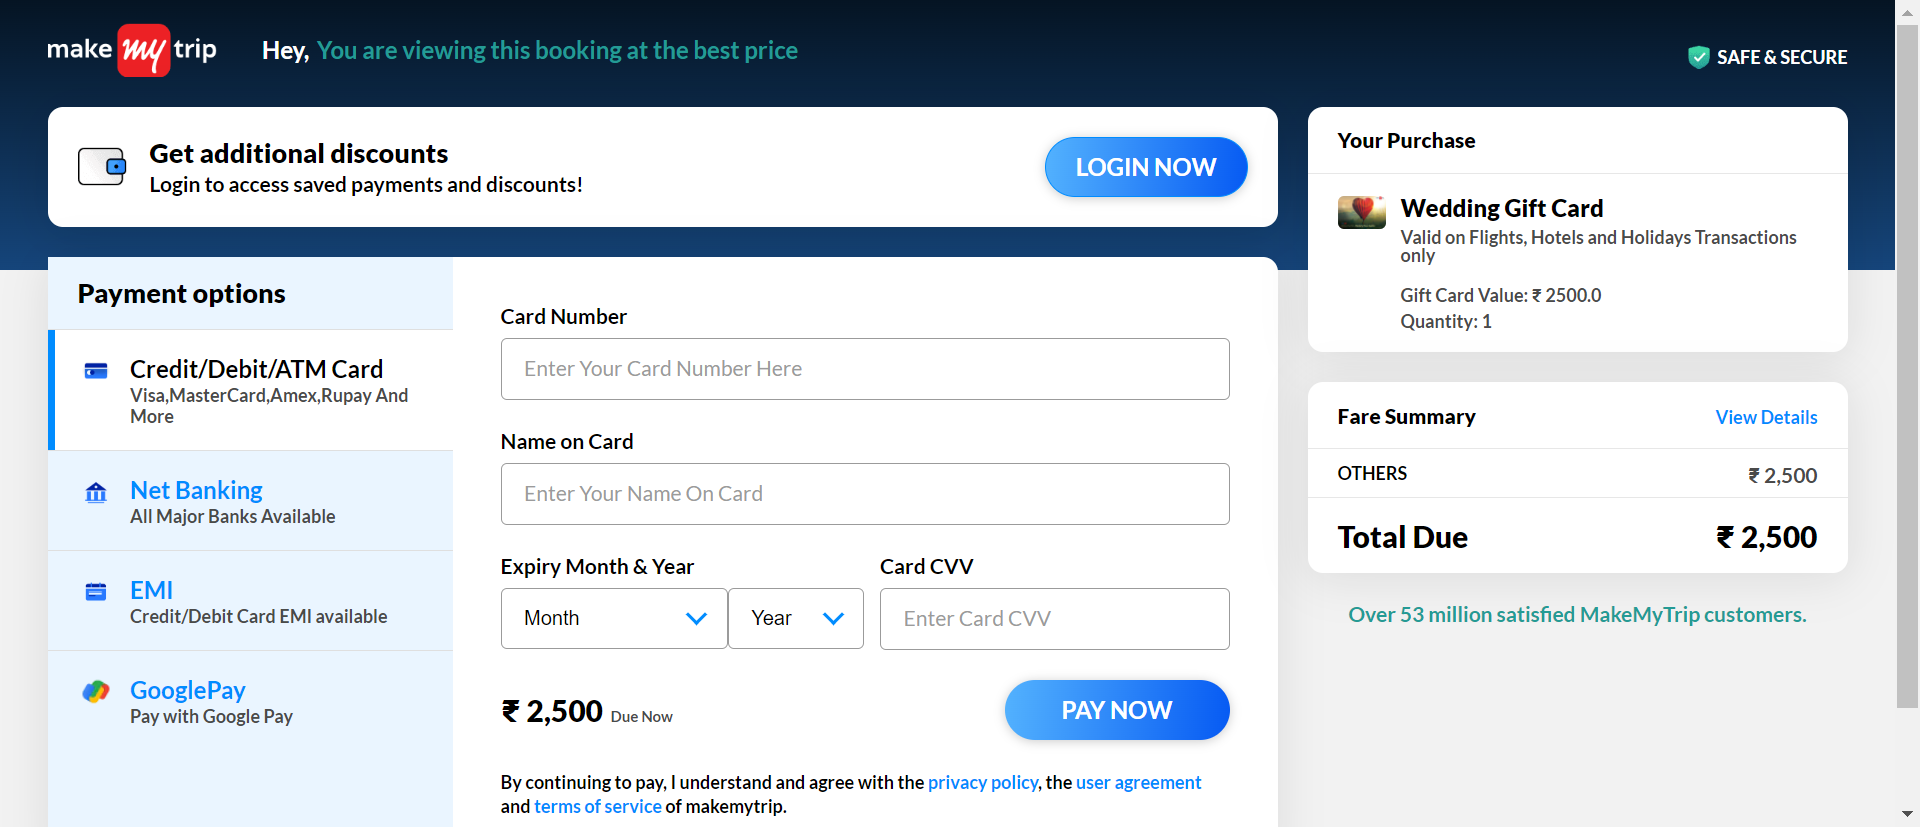 make my trip
Hey, You are viewing this booking at the best price
SAFE & SECURE
Get additional discounts
Login to access saved payments and discounts!
LOGIN NOW
Payment options
Credit/Debit/ATM Card
Visa,MasterCard,Amex,Rupay And
More
Net Banking
All Major Banks Available
EMI
Credit/Debit Card EMI available
GooglePay
Pay with Google Pay
Card Number
Enter Your Card Number Here
Name on Card
Enter Your Name On Card
Expiry Month & Year
Card CVV
Month
Year
Enter Card CVV
₹ 2,500 Due Now
PAY NOW
By continuing to pay, I understand and agree with the privacy policy, the user agreement
and terms of service of makemytrip.
Your Purchase
Wedding Gift Card
Valid on Flights, Hotels and Holidays Transactions
only
Gift Card Value: ₹ 2500.0
Quantity: 1
Fare Summary
View Details
OTHERS
₹ 2,500
Total Due
₹ 2,500
Over 53 million satisfied MakeMyTrip customers.